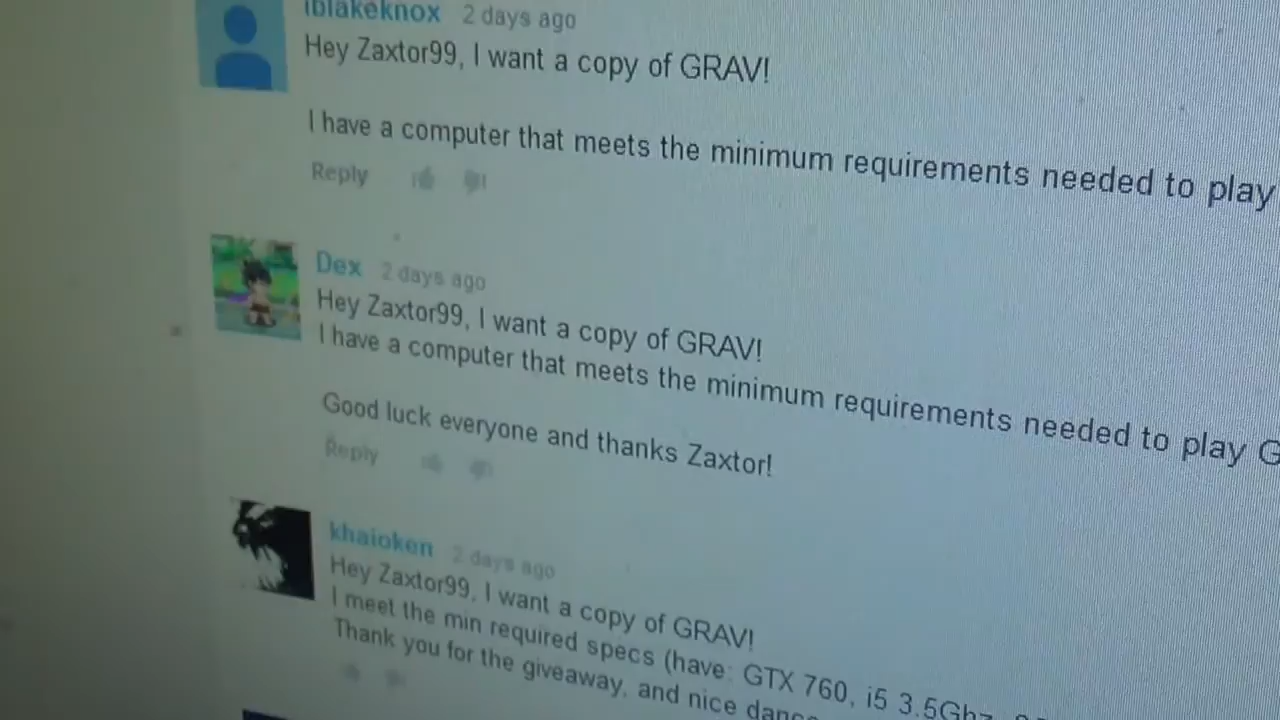 iblakeknox 2 days ago
Hey Zaxtor99, I want a copy of GRAV!
I have a computer that meets the minimum requirements needed to play
Reply
Dex 2 days ago
Hey Zaxtor99, I want a copy of GRAV!
I have a computer that meets the minimum requirements needed to play G
Good luck everyone and thanks Zaxtor!
Reply
khaioken 2 days ago
Hey Zaxtor99, I want a copy of GRAV!
I meet the min required specs (have: GTX 760, i5 3.5Ghz,
Thank you for the giveaway, and nice danc